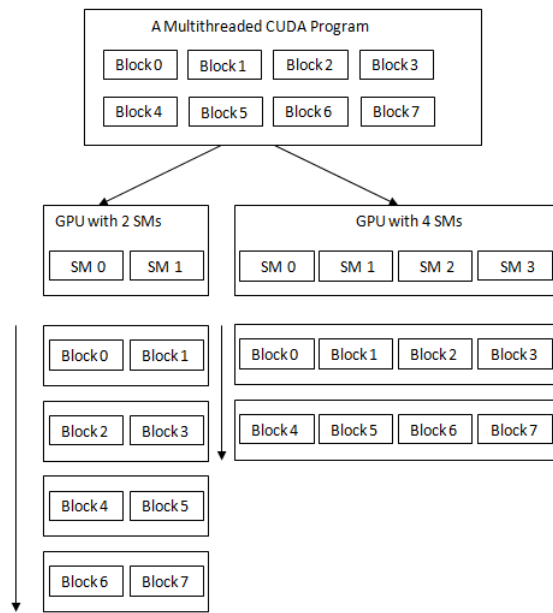 A Multithreaded CUDA Program
Block 0 Block 1 Block 2 Block 3
Block 4 Block 5 Block 6 Block 7
GPU with 2 SMs
SM 0 SM 1
Block 0 Block 1
Block 2 Block 3
Block 4 Block 5
Block 6 Block 7
GPU with 4 SMs
SM 0 SM 1 SM 2 SM 3
Block 0 Block 1 Block 2 Block 3
Block 4 Block 5 Block 6 Block 7